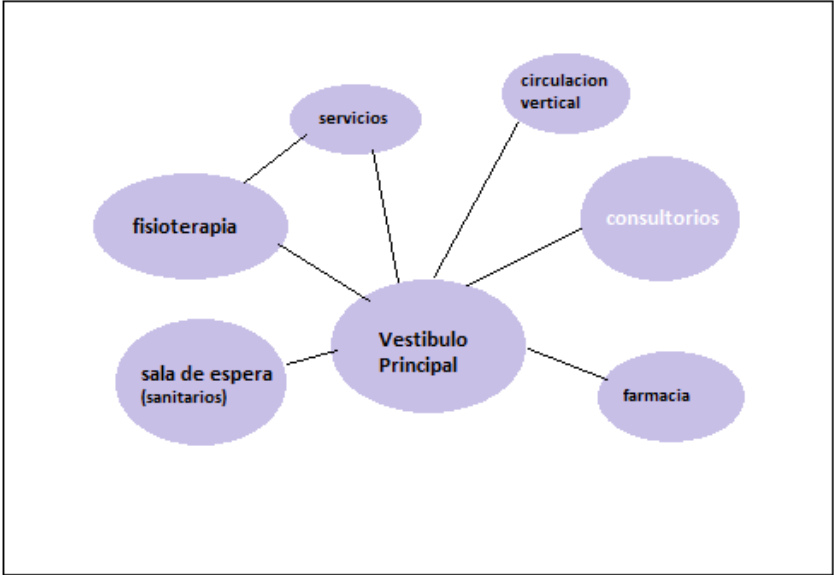 circulacion
vertical
servicios
fisioterapia
consultorios
Vestibulo
Principal
sala de espera
(sanitarios)
farmacia